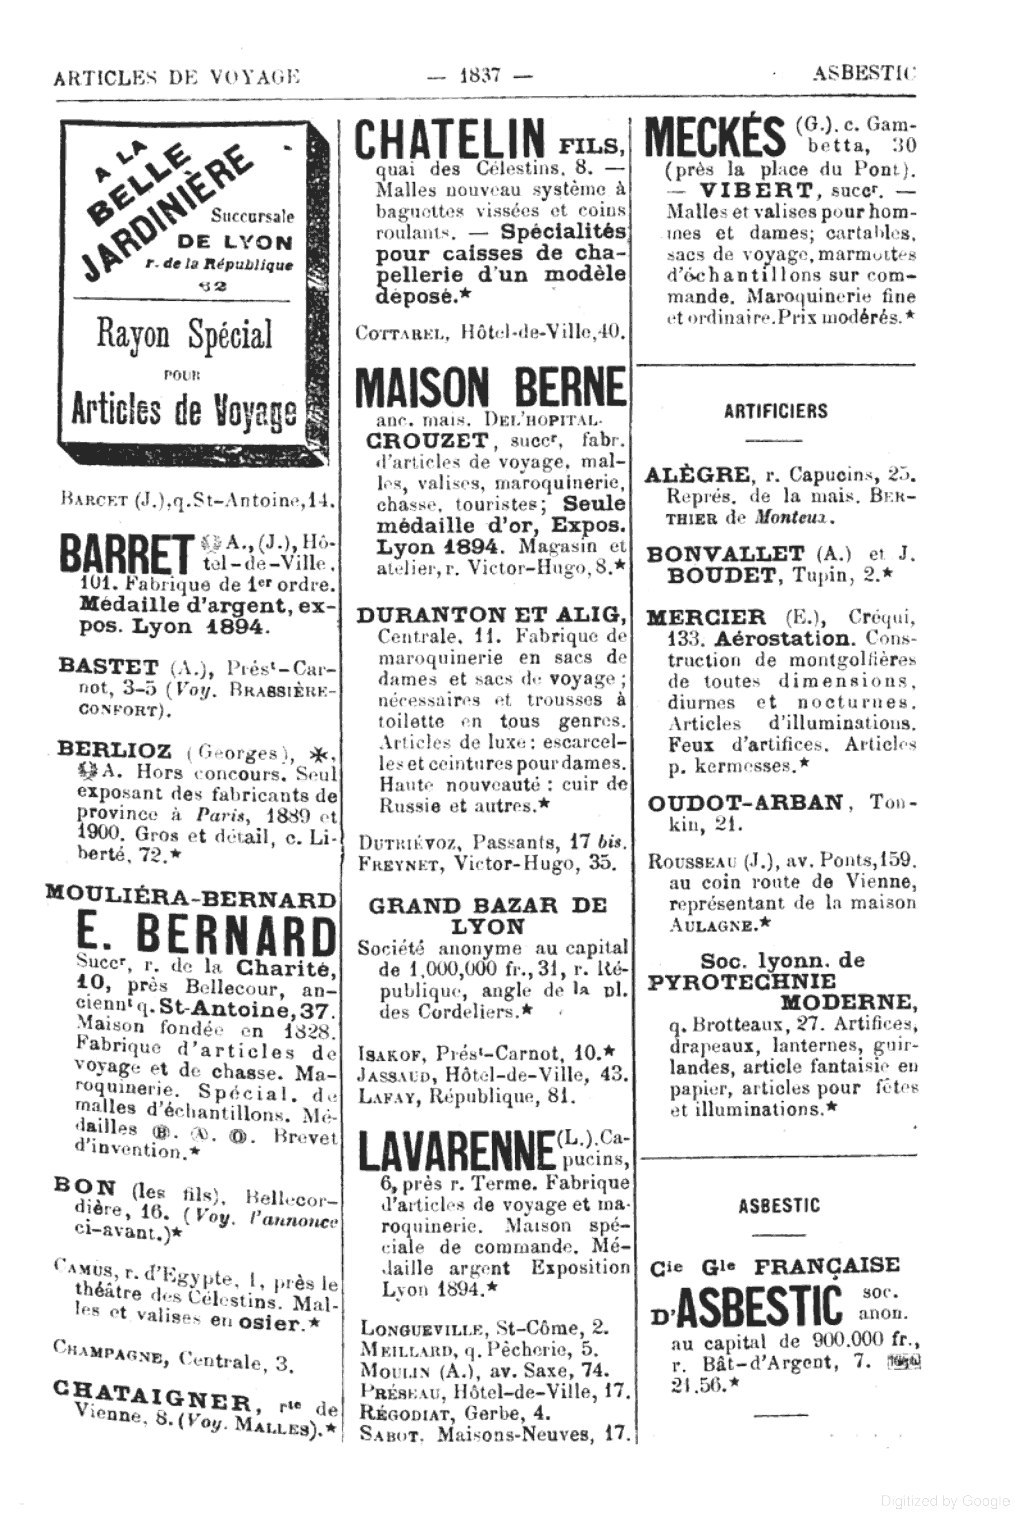 ARTICLES DE VOYAGE — 1837 — ASBESTIC
A LA
BELLE
JARDINIÈRE
Succursale
DE LYON
r. de la République
62
Rayon Spécial
POUR
Articles de Voyage
BARCET (J.), q. St-Antoine, 14.
BARRET A., (J.), Hô-
tel-de-Ville,
101. Fabrique de 1er ordre.
Médaille d'argent, ex-
pos. Lyon 1894.
BASTET (A.), Prést-Car-
not, 3-5 (Voy. BRASSIÈRE-
CONFORT).
BERLIOZ (Georges), ✳,
A. Hors concours. Seul
exposant des fabricants de
province à Paris, 1889 et
1900. Gros et détail, c. Li-
berté, 72.★
MOULIÉRA-BERNARD
E. BERNARD
Succr, r. de la Charité,
10, près Bellecour, an-
ciennt q. St-Antoine, 37.
Maison fondée en 1828.
Fabrique d'articles de
voyage et de chasse. Ma-
roquinerie. Spécial. de
malles d'échantillons. Mé-
dailles Ⓑ. Ⓐ. Ⓞ. Brevet
d'invention.★
BON (les fils), Bellecor-
dière, 16. (Voy. l'annonce
ci-avant.)★
CAMUS, r. d'Egypte, 1, près le
théâtre des Célestins. Mal-
les et valises en osier.★
CHAMPAGNE, Centrale, 3.
CHATAIGNER, rte de
Vienne, 8. (Voy. MALLES).★
CHATELIN FILS,
quai des Célestins, 8. —
Malles nouveau système à
baguettes vissées et coins
roulants. — Spécialités
pour caisses de cha-
pellerie d'un modèle
déposé.★
COTTAREL, Hôtel-de-Ville, 40.
MAISON BERNE
anc. mais. DEL'HOPITAL-
CROUZET, succr, fabr.
d'articles de voyage, mal-
les, valises, maroquinerie,
chasse, touristes; Seule
médaille d'or, Expos.
Lyon 1894. Magasin et
atelier, r. Victor-Hugo, 8.★
DURANTON ET ALIG,
Centrale, 11. Fabrique de
maroquinerie en sacs de
dames et sacs de voyage;
nécessaires et trousses à
toilette en tous genres.
Articles de luxe: escarcel-
les et ceintures pour dames.
Haute nouveauté: cuir de
Russie et autres.★
DUTRIÉVOZ, Passants, 17 bis.
FREYNET, Victor-Hugo, 35.
GRAND BAZAR DE
LYON
Société anonyme au capital
de 1,000,000 fr., 31, r. Ré-
publique, angle de la pl.
des Cordeliers.★
ISAKOF, Prést-Carnot, 10.★
JASSAUD, Hôtel-de-Ville, 43.
LAFAY, République, 81.
LAVARENNE (L.). Ca-
pucins,
6, près r. Terme. Fabrique
d'articles de voyage et ma-
roquinerie. Maison spé-
ciale de commande. Mé-
daille argent Exposition
Lyon 1894.★
LONGUEVILLE, St-Côme, 2.
MEILLARD, q. Pêcherie, 5.
MOULIN (A.), av. Saxe, 74.
PRÉSEAU, Hôtel-de-Ville, 17.
RÉGODIAT, Gerbe, 4.
SABOT, Maisons-Neuves, 17.
MECKÉS (G.), c. Gam-
betta, 30
(près la place du Pont).
— VIBERT, succr. —
Malles et valises pour hom-
mes et dames; cartables,
sacs de voyage, marmottes
d'échantillons sur com-
mande. Maroquinerie fine
et ordinaire. Prix modérés.★
ARTIFICIERS
ALÈGRE, r. Capucins, 25.
Représ. de la mais. BER-
THIER de Monteux.
BONVALLET (A.) et J.
BOUDET, Tupin, 2.★
MERCIER (E.), Créqui,
133. Aérostation. Cons-
truction de montgolfières
de toutes dimensions,
diurnes et nocturnes.
Articles d'illuminations.
Feux d'artifices. Articles
p. kermesses.★
OUDOT-ARBAN, Ton-
kin, 21.
ROUSSEAU (J.), av. Ponts, 159.
au coin route de Vienne,
représentant de la maison
AULAGNE.★
Soc. lyonn. de
PYROTECHNIE
MODERNE,
q. Brotteaux, 27. Artifices,
drapeaux, lanternes, guir-
landes, article fantaisie en
papier, articles pour fêtes
et illuminations.★
ASBESTIC
Cie Gle FRANÇAISE
D'ASBESTIC soc.
anon.
au capital de 900.000 fr.,
r. Bât-d'Argent, 7.
21.56.★
Digitized by Google